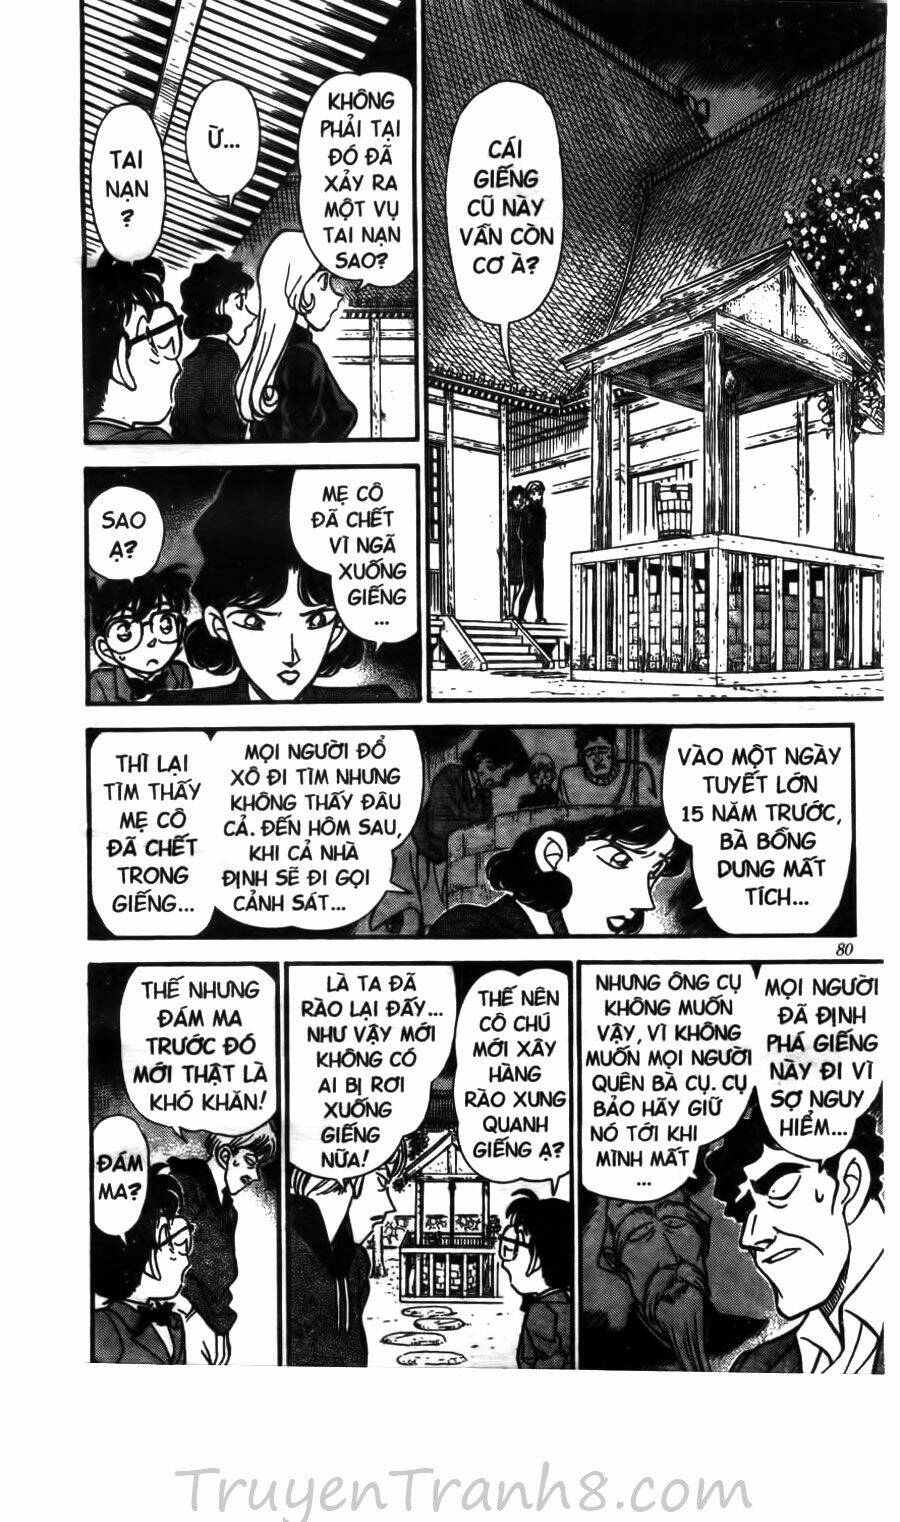 CÁI
GIẾNG
CŨ NÀY
VẪN CÒN
CƠ À?
KHÔNG
PHẢI TẠI
ĐÓ ĐÃ
XẢY RA
MỘT VỤ
TAI NẠN
SAO?
Ừ...
TAI
NẠN
?
MẸ CÔ
ĐÃ CHẾT
VÌ NGÃ
XUỐNG
GIẾNG
...
SAO
Ạ?
VÀO MỘT NGÀY
TUYẾT LỚN
15 NĂM TRƯỚC,
BÀ BỒNG
DƯNG MẤT
TÍCH...
MỌI NGƯỜI ĐỔ
XÔ ĐI TÌM NHƯNG
KHÔNG THẤY ĐÂU
CẢ. ĐẾN HÔM SAU,
KHI CẢ NHÀ
ĐỊNH SẼ ĐI GỌI
CẢNH SÁT...
THÌ LẠI
TÌM THẤY
MẸ CÔ
ĐÃ CHẾT
TRONG
GIẾNG...
80
MỌI NGƯỜI
ĐÃ ĐỊNH
PHÁ GIẾNG
NÀY ĐI VÌ
SỢ NGUY
HIỂM...
NHƯNG ÔNG CỤ
KHÔNG MUỐN
VẬY, VÌ KHÔNG
MUỐN MỌI NGƯỜI
QUÊN BÀ CỤ. CỤ
BẢO HÃY GIỮ
NÓ TỚI KHI
MÌNH MẤT
...
THẾ NÊN
CÔ CHÚ
MỚI XÂY
HÀNG
RÀO XUNG
QUANH
GIẾNG Ạ?
LÀ TA ĐÃ
RÀO LẠI ĐẤY...
NHƯ VẬY MỚI
KHÔNG CÓ
AI BỊ RƠI
XUỐNG
GIẾNG
NỮA!
THẾ NHƯNG
ĐÁM MA
TRƯỚC ĐÓ
MỚI THẬT LÀ
KHÓ KHĂN!
ĐÁM
MA?
TruyenTranh8.com